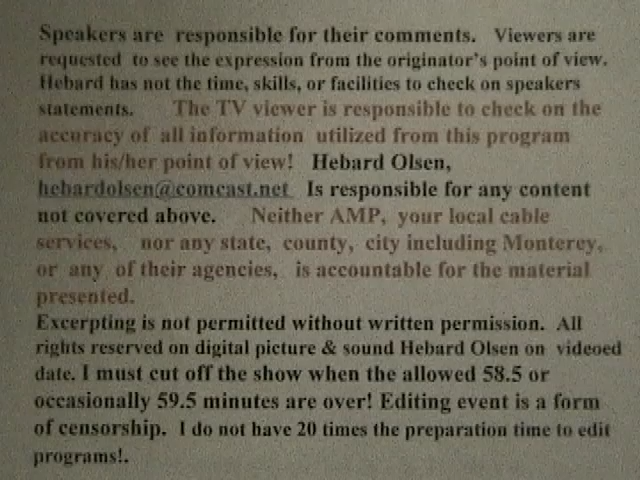 Speakers are responsible for their comments. Viewers are
requested to see the expression from the originator's point of view.
Hebard has not the time, skills, or facilities to check on speakers
statements. The TV viewer is responsible to check on the
accuracy of all information utilized from this program
from his/her point of view! Hebard Olsen,
hebardolsen@comcast.net Is responsible for any content
not covered above. Neither AMP, your local cable
services, nor any state, county, city including Monterey,
or any of their agencies, is accountable for the material
presented.
Excerpting is not permitted without written permission. All
rights reserved on digital picture & sound Hebard Olsen on videoed
date. I must cut off the show when the allowed 58.5 or
occasionally 59.5 minutes are over! Editing event is a form
of censorship. I do not have 20 times the preparation time to edit
programs!.